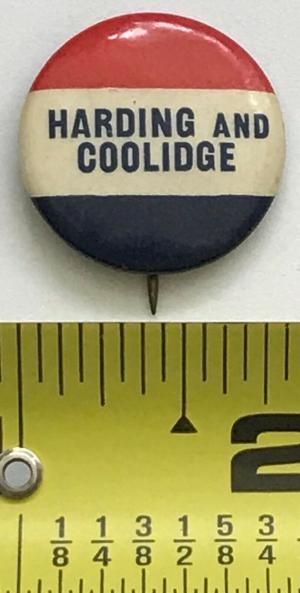 HARDING AND
COOLIDGE
2
1/8 1/4 3/8 1/2 5/8 3/4